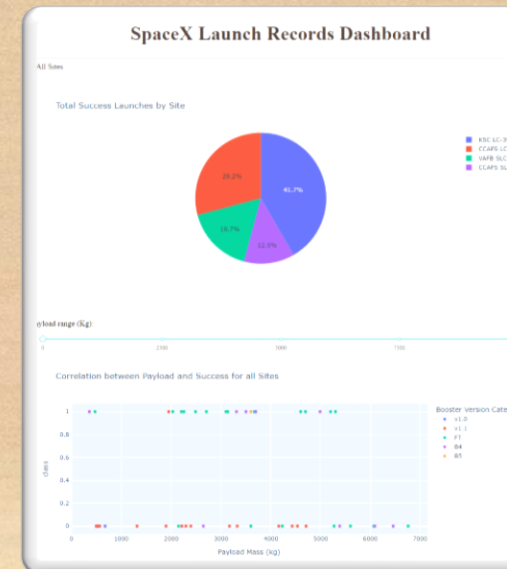 SpaceX Launch Records Dashboard
All Sites
Total Success Launches by Site
KSC LC-3
CCAFS LC
VAFB SLC
CCAFS SL
29.2%
41.7%
16.7%
12.5%
yload range (Kg)
0 2500 5000 7500
Correlation between Payload and Success for all Sites
Booster Version Cate
v1.0
v1.1
FT
B4
B5
class
1
0.8
0.6
0.4
0.2
0
0 1000 2000 3000 4000 5000 6000 7000
Payload Mass (kg)